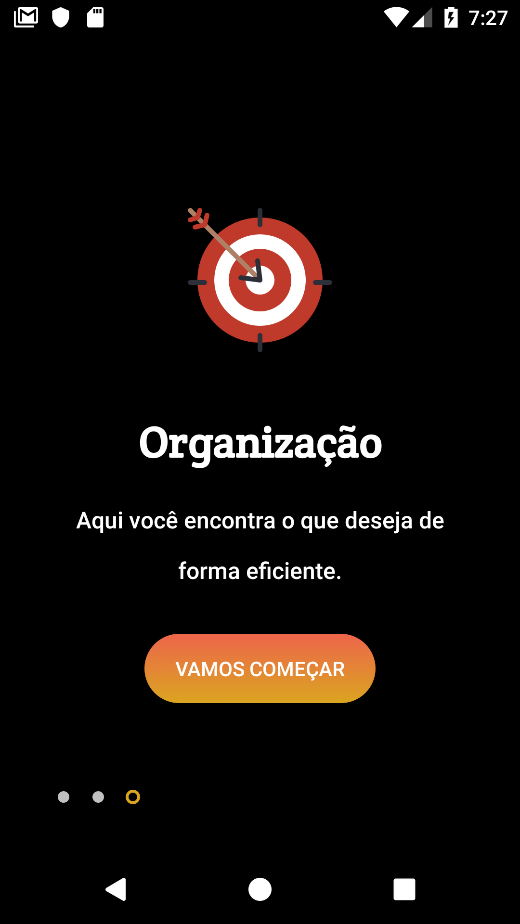 7:27
Organização
Aqui você encontra o que deseja de
forma eficiente.
VAMOS COMEÇAR